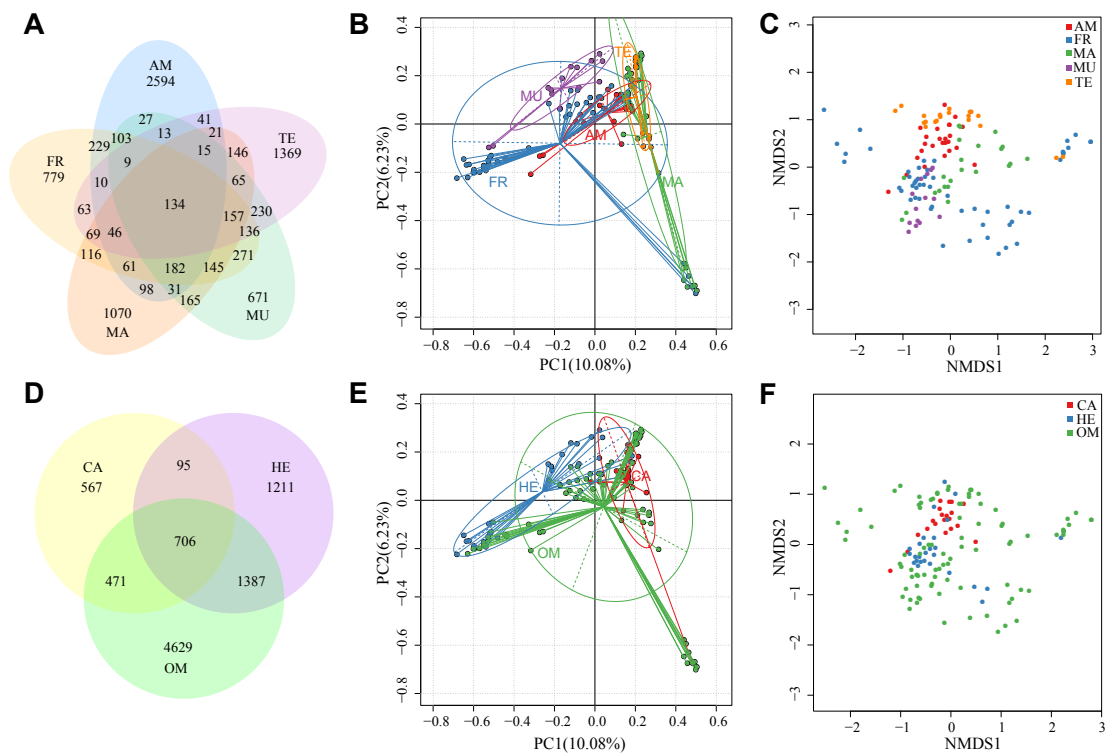 A
AM
2594
27
41
103
13
21
TE
1369
229
15
146
FR
779
9
10
65
63
134
157
230
69
46
136
116
271
61
182
145
98
31
165
1070
MA
671
MU
B
0.4
0.2
0.0
−0.2
−0.4
−0.6
−0.8
PC2(6.23%)
TE
MU
AM
FR
MA
−0.8 −0.6 −0.4 −0.2 0.0 0.2 0.4 0.6
PC1(10.08%)
C
AM
FR
MA
MU
TE
3
2
1
0
−1
−2
−3
NMDS2
−2 −1 0 1 2 3
NMDS1
D
CA
567
95
HE
1211
706
471
1387
4629
OM
E
0.4
0.2
0.0
−0.2
−0.4
−0.6
−0.8
PC2(6.23%)
CA
HE
OM
−0.8 −0.6 −0.4 −0.2 0.0 0.2 0.4 0.6
PC1(10.08%)
F
CA
HE
OM
2
1
0
−1
−2
−3
NMDS2
−2 −1 0 1 2 3
NMDS1